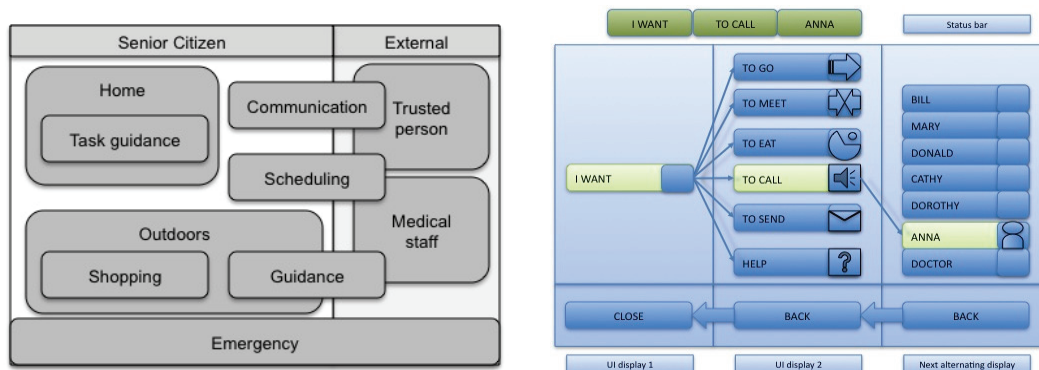 Senior Citizen
External
Home
Task guidance
Communication
Trusted
person
Scheduling
Medical
staff
Outdoors
Shopping
Guidance
Emergency
I WANT
TO CALL
ANNA
Status bar
TO GO
TO MEET
TO EAT
I WANT
TO CALL
TO SEND
HELP
?
BILL
MARY
DONALD
CATHY
DOROTHY
ANNA
DOCTOR
CLOSE
BACK
BACK
UI display 1
UI display 2
Next alternating display